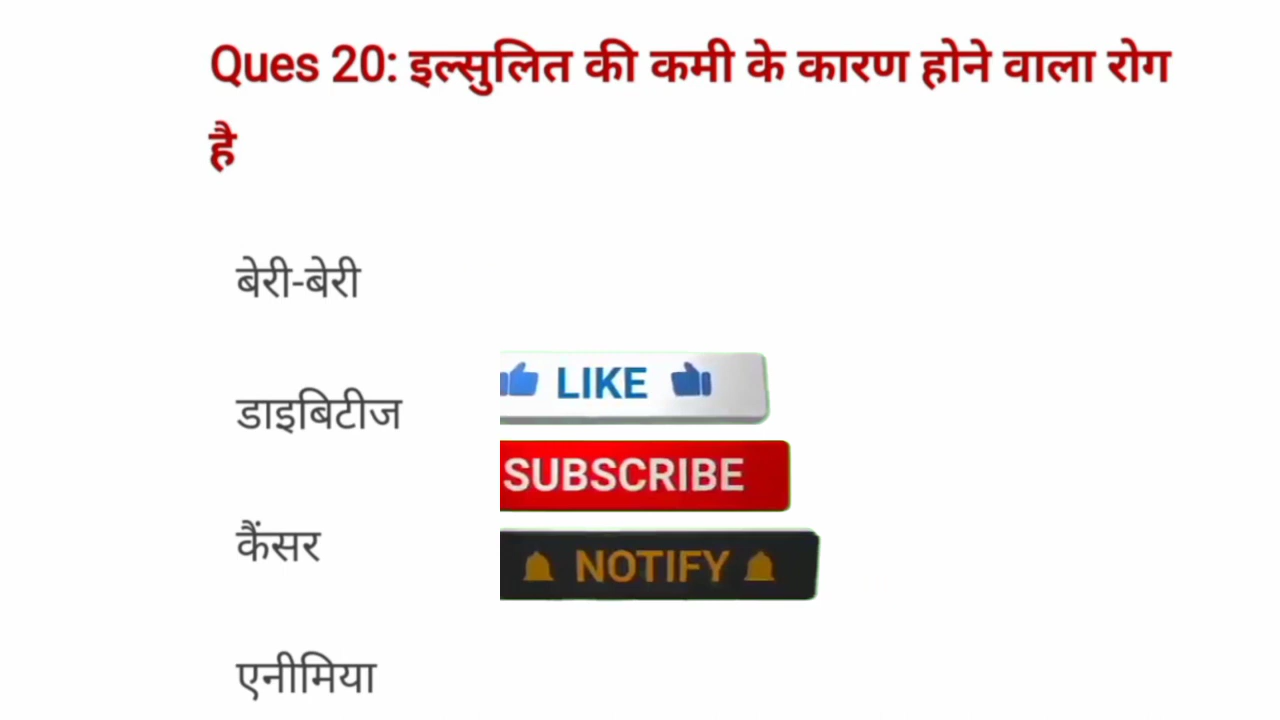 Ques 20: इल्सुलित की कमी के कारण होने वाला रोग
है
बेरी-बेरी
डाइबिटीज
कैंसर
एनीमिया
LIKE
SUBSCRIBE
NOTIFY